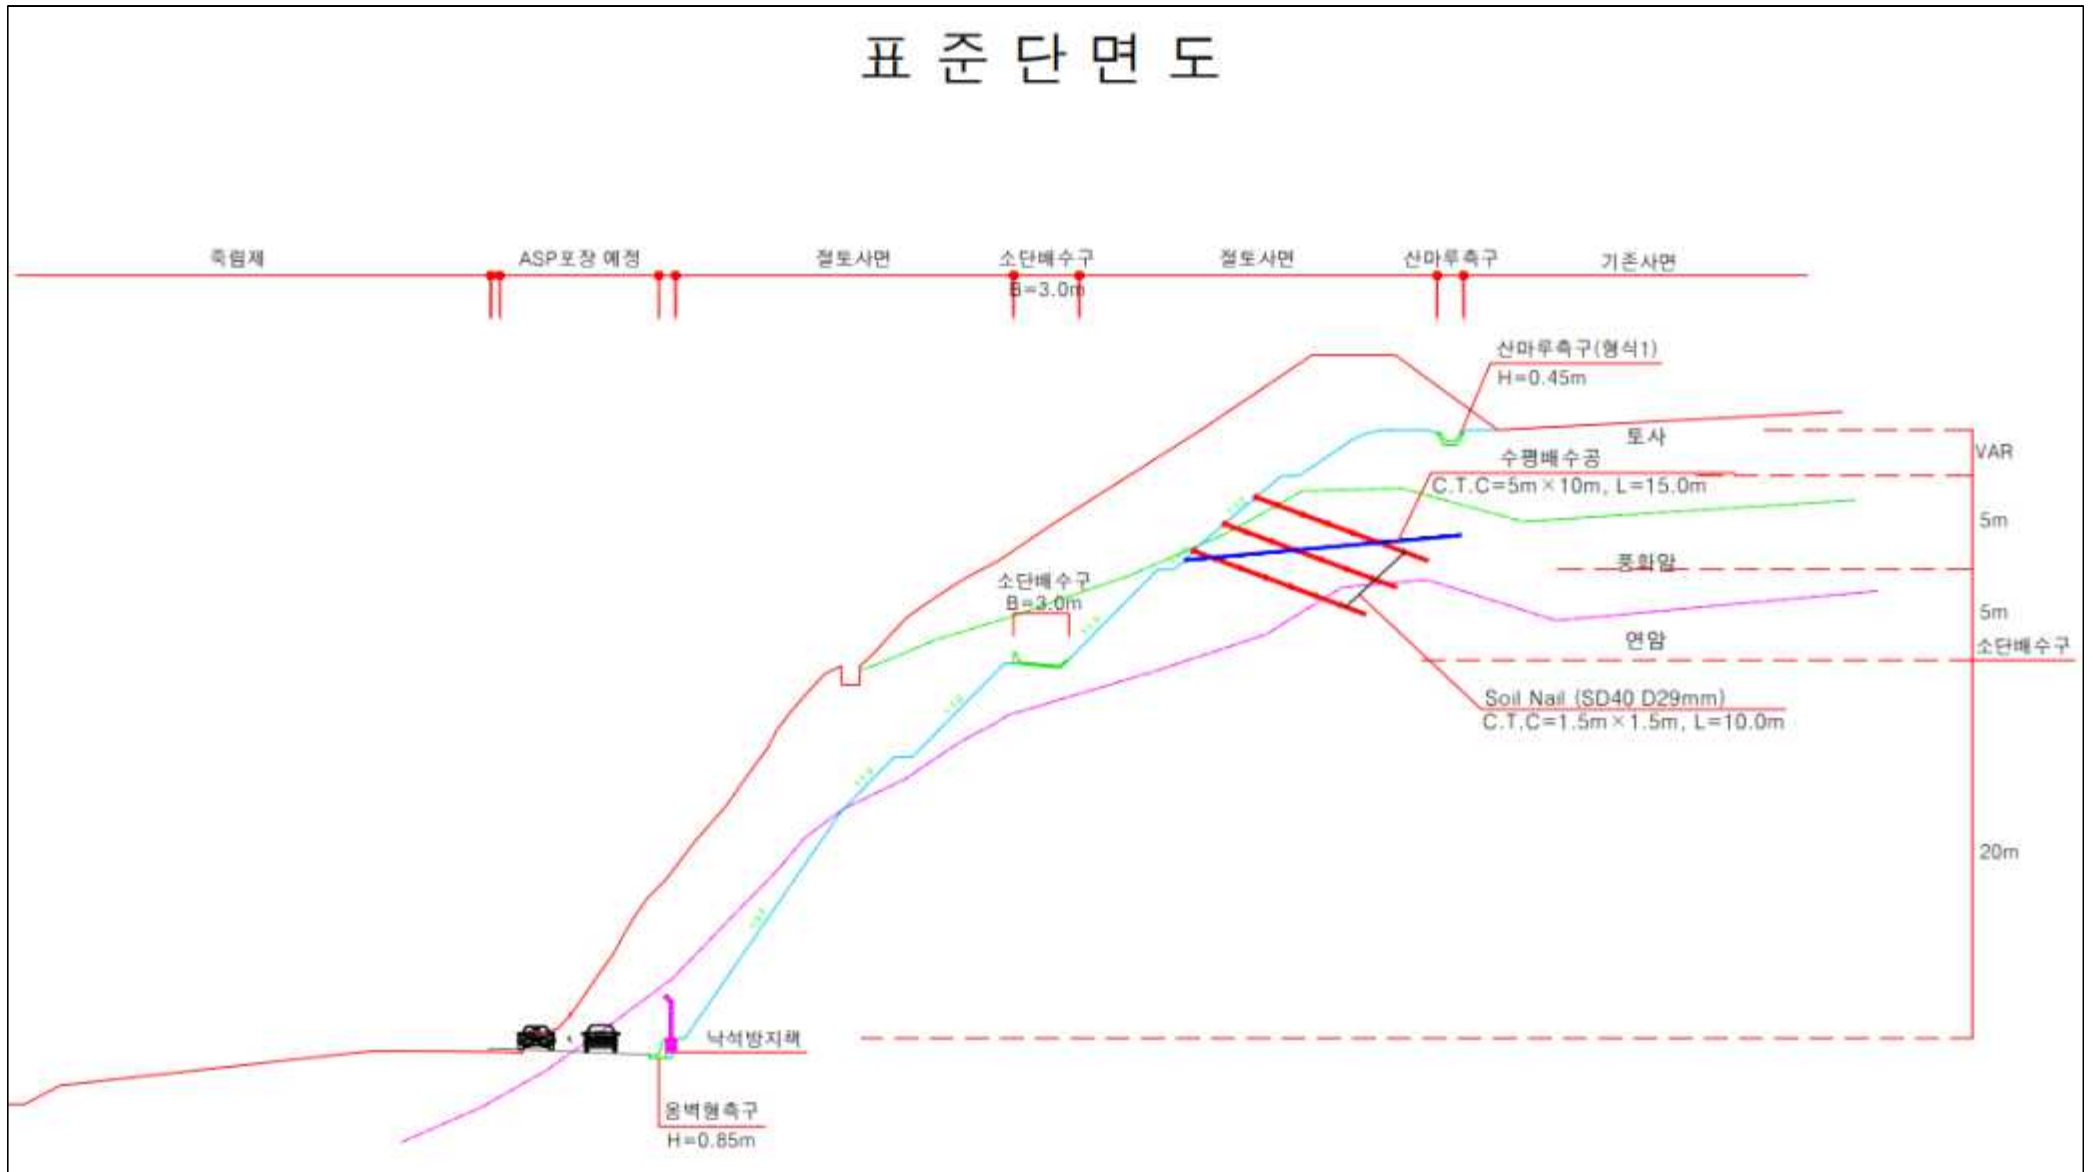 표 준 단 면 도
죽림제
ASP포장 예정
절토사면
소단배수구
B=3.0m
절토사면
산마루측구
기존사면
산마루측구(형식1)
H=0.45m
토사
VAR
수평배수공
C.T.C=5m×10m, L=15.0m
5m
풍화암
소단배수구
B=3.0m
5m
연암
소단배수구
Soil Nail (SD40 D29mm)
C.T.C=1.5m×1.5m, L=10.0m
20m
낙석방지책
옹벽형측구
H=0.85m